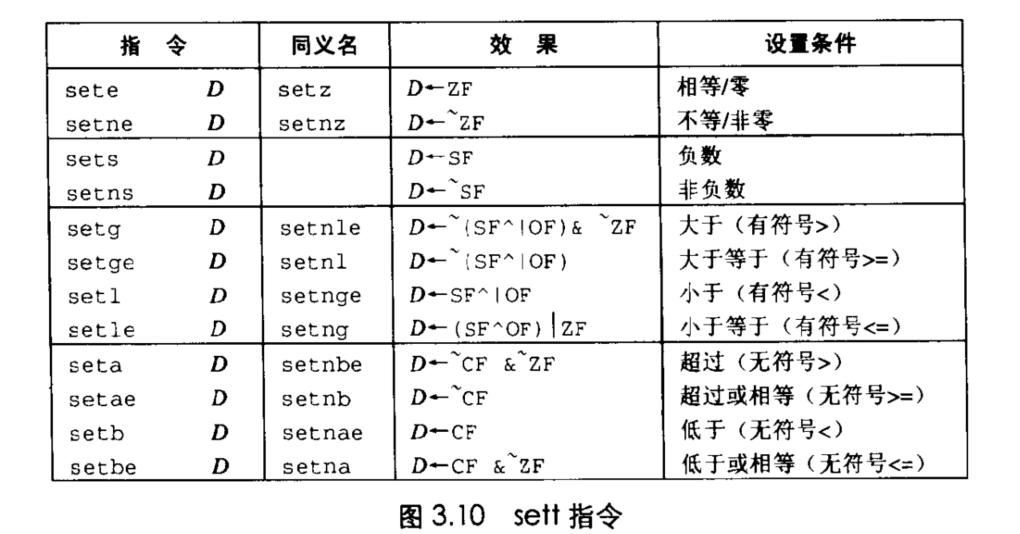 指 令 同义名 效 果 设置条件
sete D setz D←ZF 相等/零
setne D setnz D←~ZF 不等/非零
sets D D←SF 负数
setns D D←~SF 非负数
setg D setnle D←~(SF^|OF)& ~ZF 大于（有符号>）
setge D setnl D←~(SF^|OF) 大于等于（有符号>=）
setl D setnge D←SF^|OF 小于（有符号<）
setle D setng D←(SF^OF)|ZF 小于等于（有符号<=）
seta D setnbe D←~CF &~ZF 超过（无符号>）
setae D setnb D←~CF 超过或相等（无符号>=）
setb D setnae D←CF 低于（无符号<）
setbe D setna D←CF &~ZF 低于或相等（无符号<=）
图 3.10 sett 指令